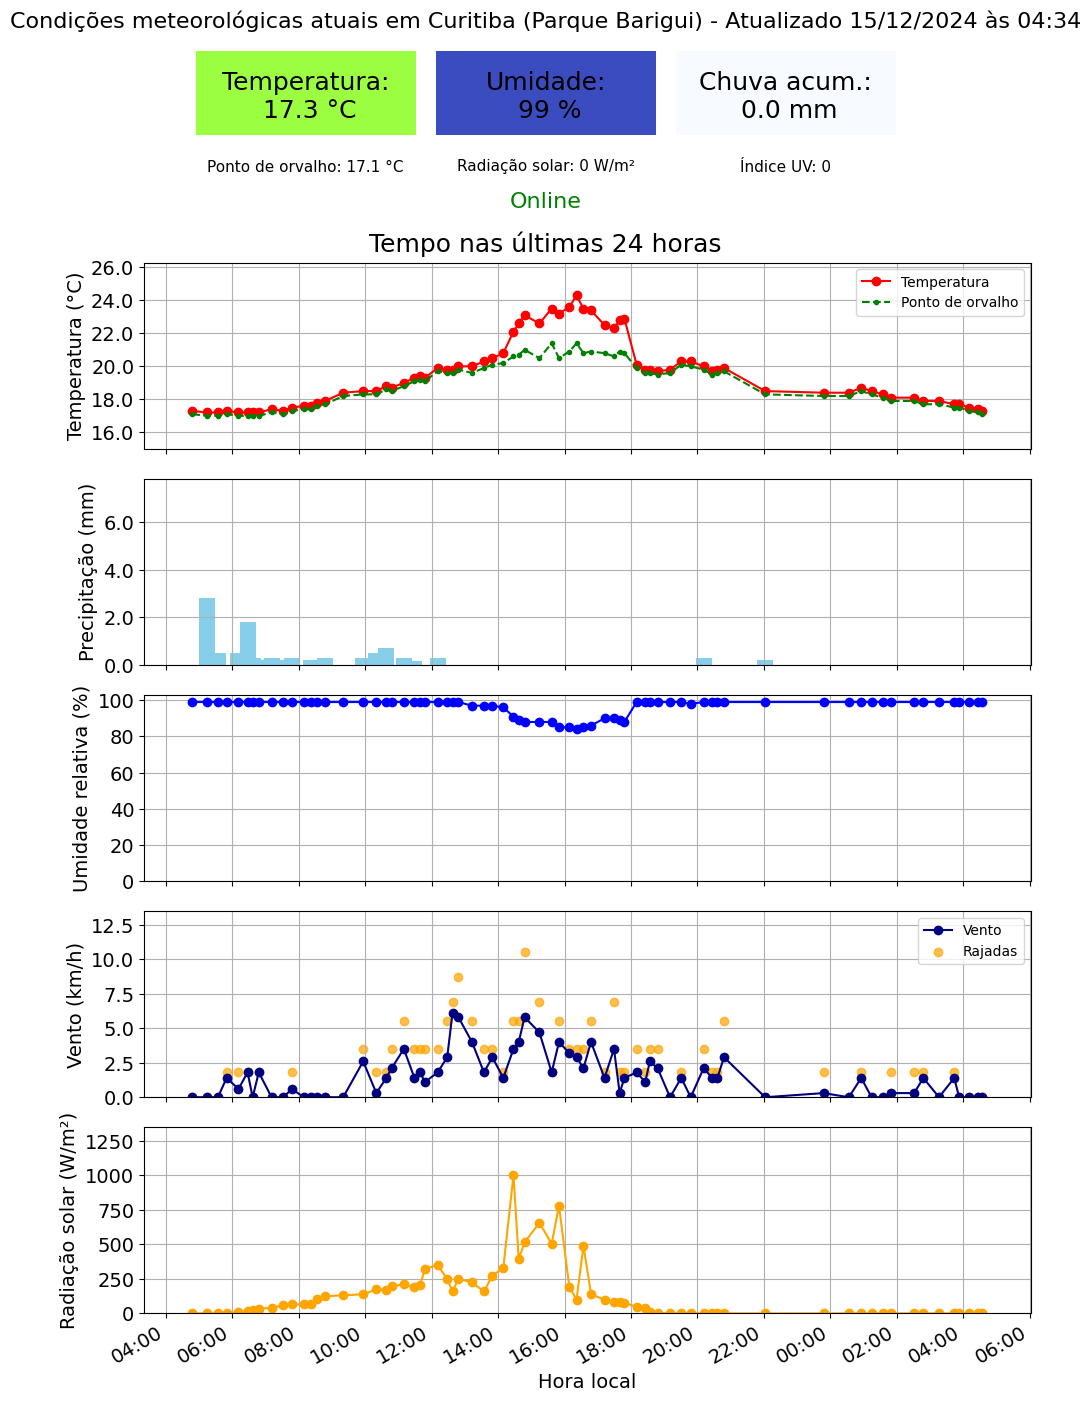 Condições meteorológicas atuais em Curitiba (Parque Barigui) - Atualizado 15/12/2024 às 04:34
Temperatura:
17.3 °C
Umidade:
99 %
Chuva acum.:
0.0 mm
Ponto de orvalho: 17.1 °C
Radiação solar: 0 W/m²
Índice UV: 0
Online
Tempo nas últimas 24 horas
Temperatura (°C)
26.0
24.0
22.0
20.0
18.0
16.0
Temperatura
Ponto de orvalho
Precipitação (mm)
6.0
4.0
2.0
0.0
Umidade relativa (%)
100
80
60
40
20
0
Vento (km/h)
12.5
10.0
7.5
5.0
2.5
0.0
Vento
Rajadas
Radiação solar (W/m²)
1250
1000
750
500
250
0
04:00
06:00
08:00
10:00
12:00
14:00
16:00
18:00
20:00
22:00
00:00
02:00
04:00
06:00
Hora local